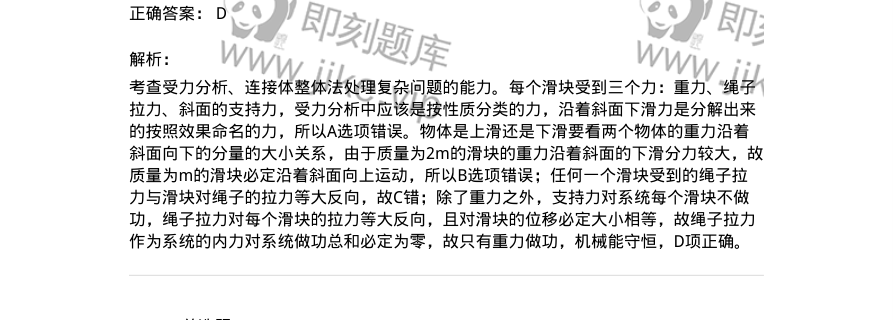 正确答案： D
即刻题库
www.jike.vip
解析：
考查受力分析、连接体整体法处理复杂问题的能力。每个滑块受到三个力：重力、绳子
拉力、斜面的支持力，受力分析中应该是按性质分类的力，沿着斜面下滑力是分解出来
的按照效果命名的力，所以A选项错误。物体是上滑还是下滑要看两个物体的重力沿着
斜面向下的分量的大小关系，由于质量为2m的滑块的重力沿着斜面的下滑分力较大，故
质量为m的滑块必定沿着斜面向上运动，所以B选项错误；任何一个滑块受到的绳子拉
力与滑块对绳子的拉力等大反向，故C错；除了重力之外，支持力对系统每个滑块不做
功，绳子拉力对每个滑块的拉力等大反向，且对滑块的位移必定大小相等，故绳子拉力
作为系统的内力对系统做功总和必定为零，故只有重力做功，机械能守恒，D项正确。